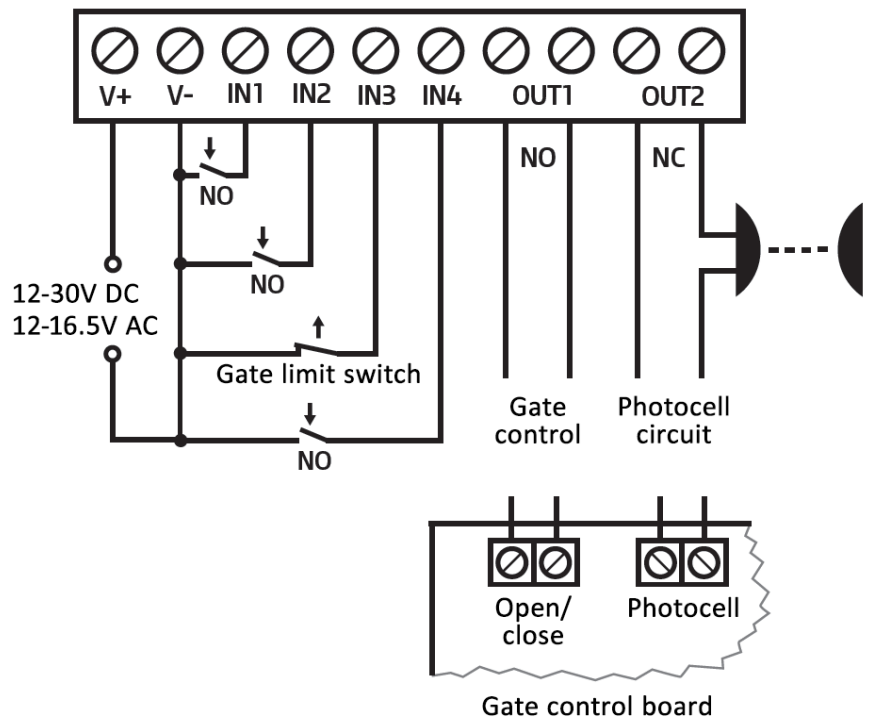 V+ V- IN1 IN2 IN3 IN4 OUT1 OUT2
NO NC
NO
NO
12-30V DC
12-16.5V AC
Gate limit switch
NO
Gate
control
Photocell
circuit
Open/
close
Photocell
Gate control board